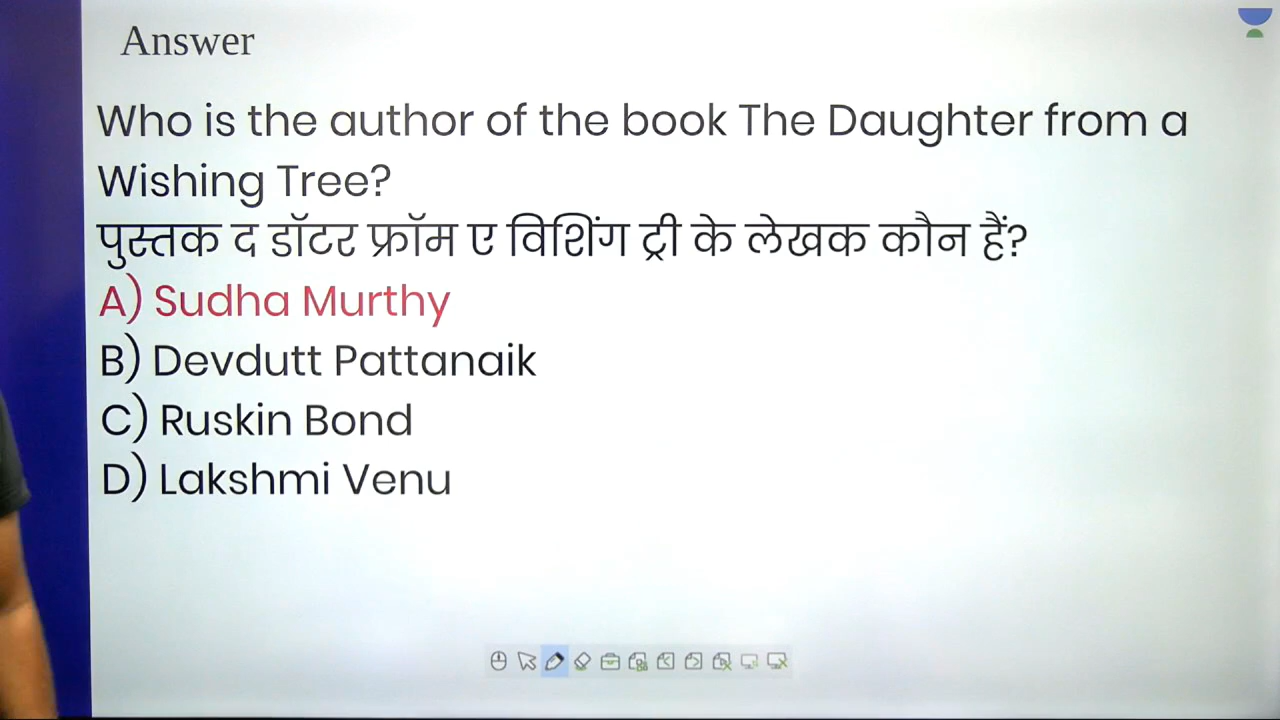 Answer
Who is the author of the book The Daughter from a
Wishing Tree?
पुस्तक द डॉटर फ्रॉम ए विशिंग ट्री के लेखक कौन हैं?
A) Sudha Murthy
B) Devdutt Pattanaik
C) Ruskin Bond
D) Lakshmi Venu